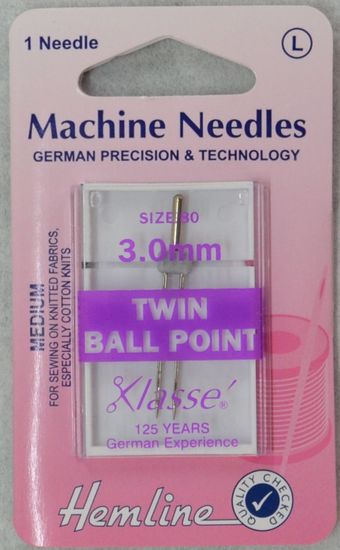 1 Needle
L
Machine Needles
GERMAN PRECISION & TECHNOLOGY
SIZE 80
3.0mm
TWIN
BALL POINT
Klassé®
125 YEARS
German Experience
MEDIUM
FOR SEWING ON KNITTED FABRICS,
ESPECIALLY COTTON KNITS
Hemline®
QUALITY CHECKED